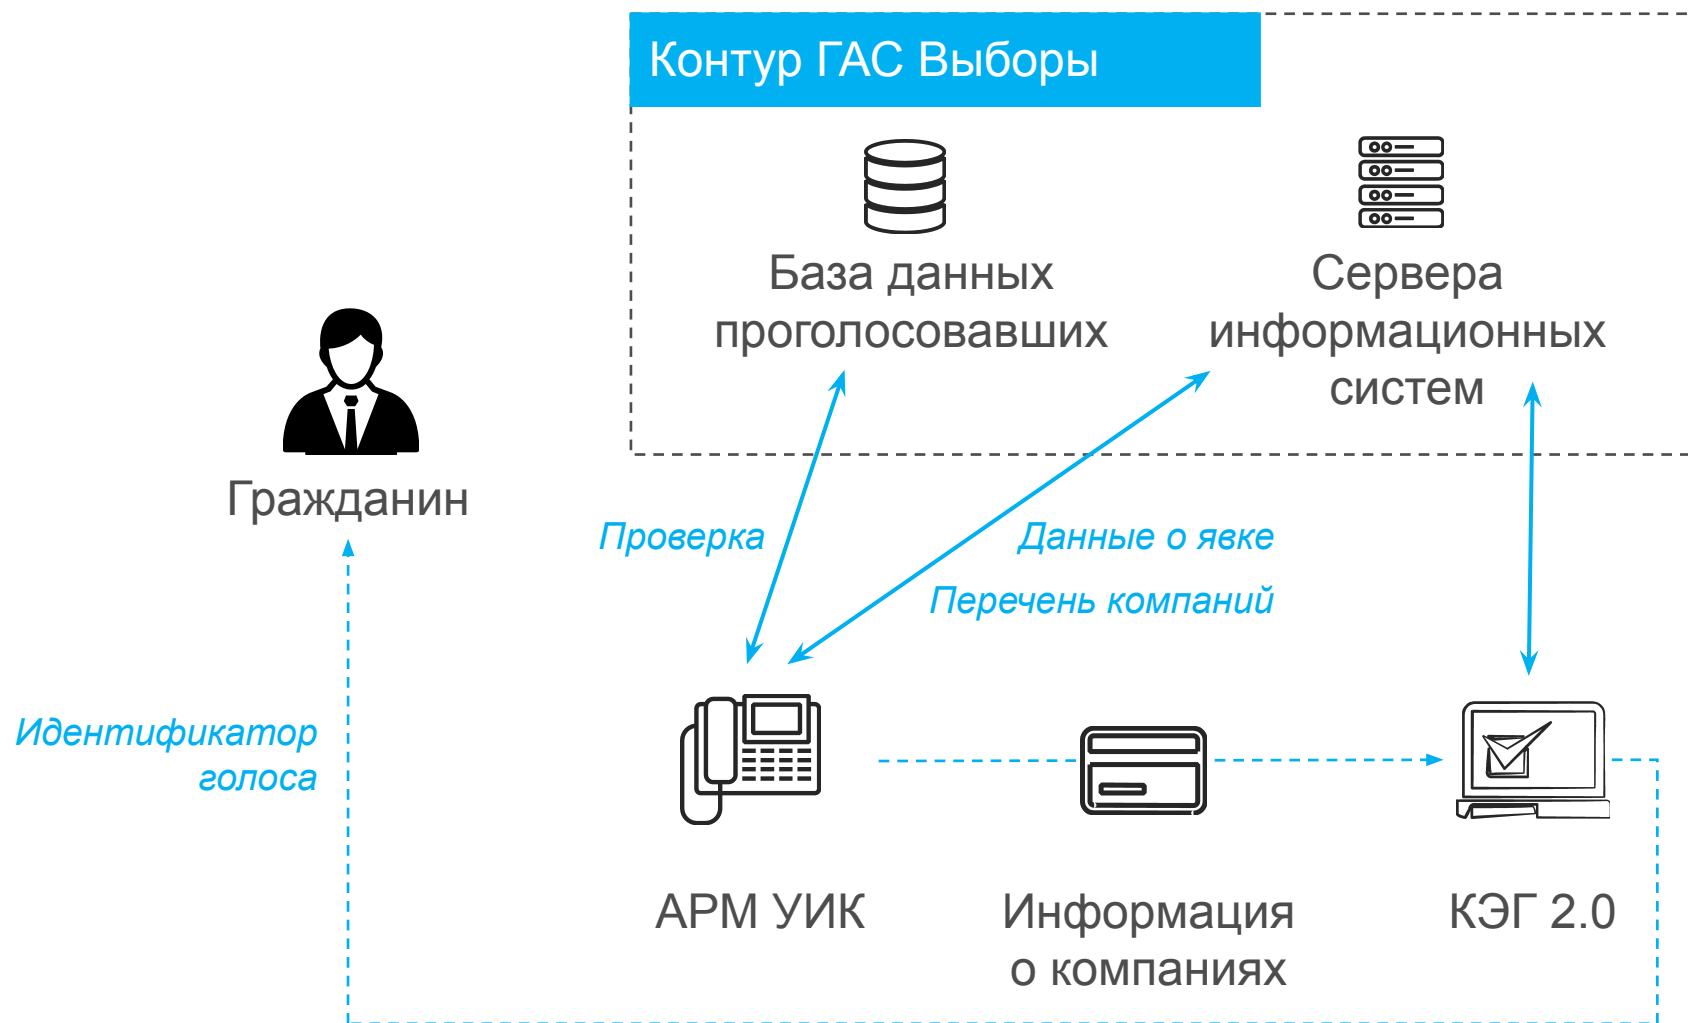 Контур ГАС Выборы
База данных
проголосовавших
Сервера
информационных
систем
Гражданин
Проверка
Данные о явке
Перечень компаний
Идентификатор
голоса
АРМ УИК
Информация
о компаниях
КЭГ 2.0